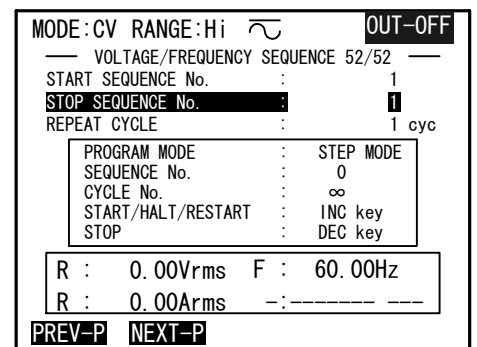 MODE:CV RANGE:Hi OUT-OFF
VOLTAGE/FREQUENCY SEQUENCE 52/52
START SEQUENCE No. : 1
STOP SEQUENCE No. : 1
REPEAT CYCLE : 1 cyc
PROGRAM MODE : STEP MODE
SEQUENCE No. : 0
CYCLE No. : ∞
START/HALT/RESTART : INC key
STOP : DEC key
R : 0.00Vrms F : 60.00Hz
R : 0.00Arms -:------- ---
PREV-P NEXT-P